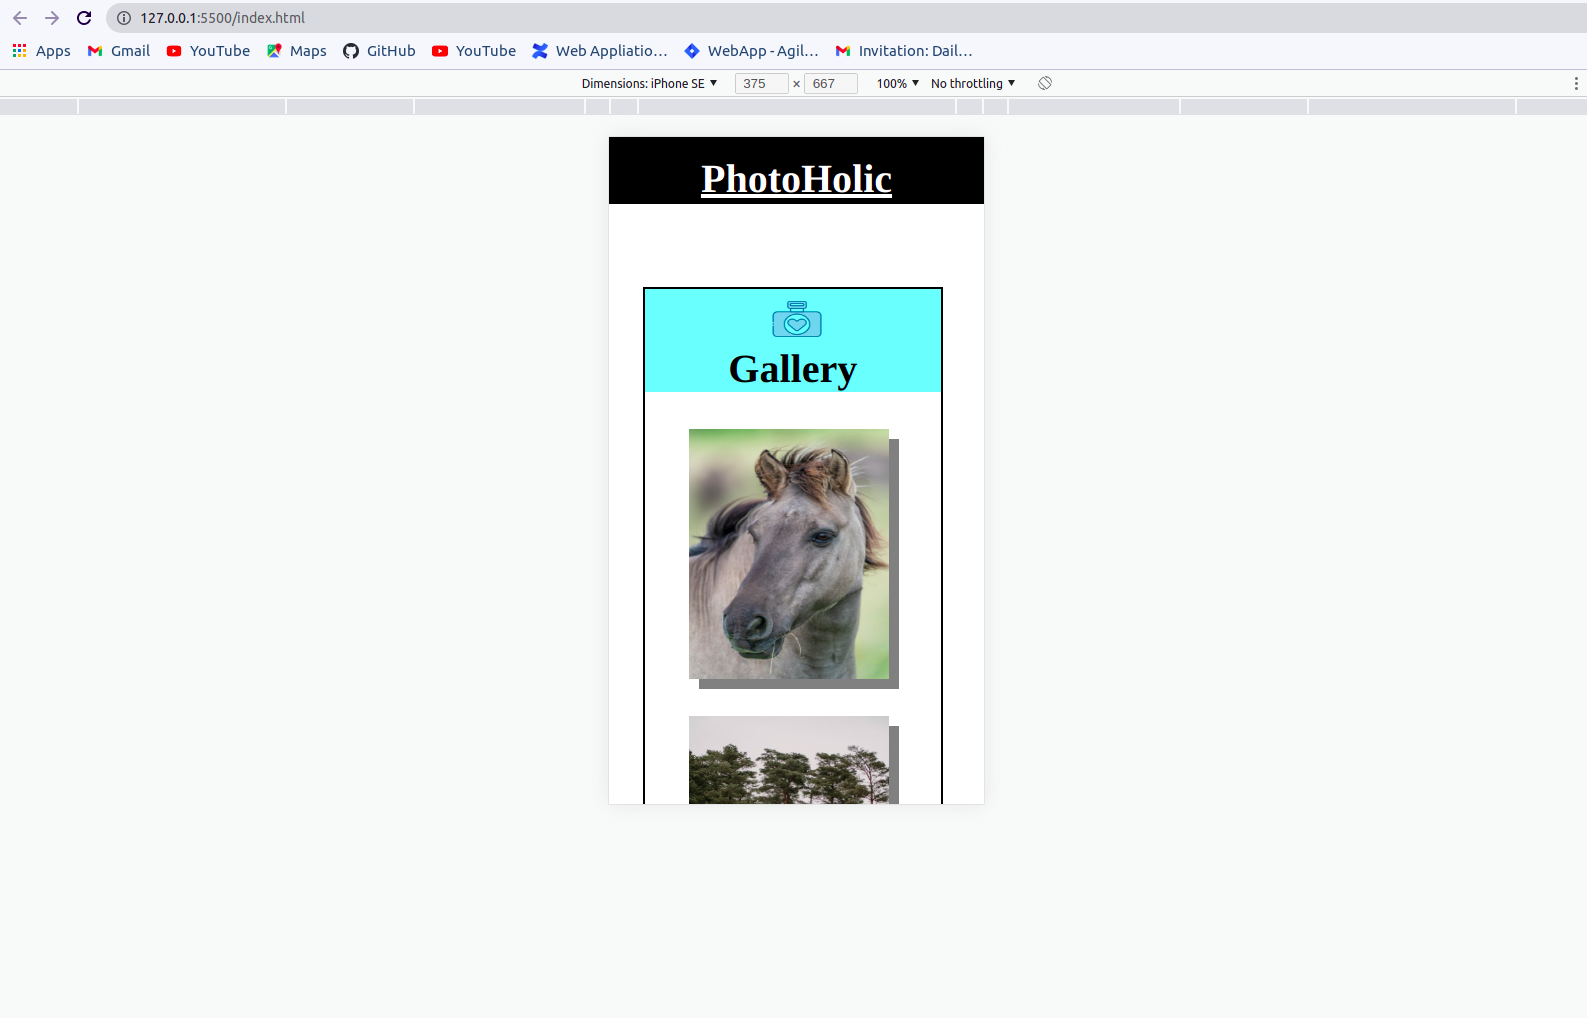 127.0.0.1:5500/index.html
Apps Gmail YouTube Maps GitHub YouTube Web Appliatio... WebApp - Agil... Invitation: Dail...
Dimensions: iPhone SE 375 × 667 100% No throttling
PhotoHolic
Gallery